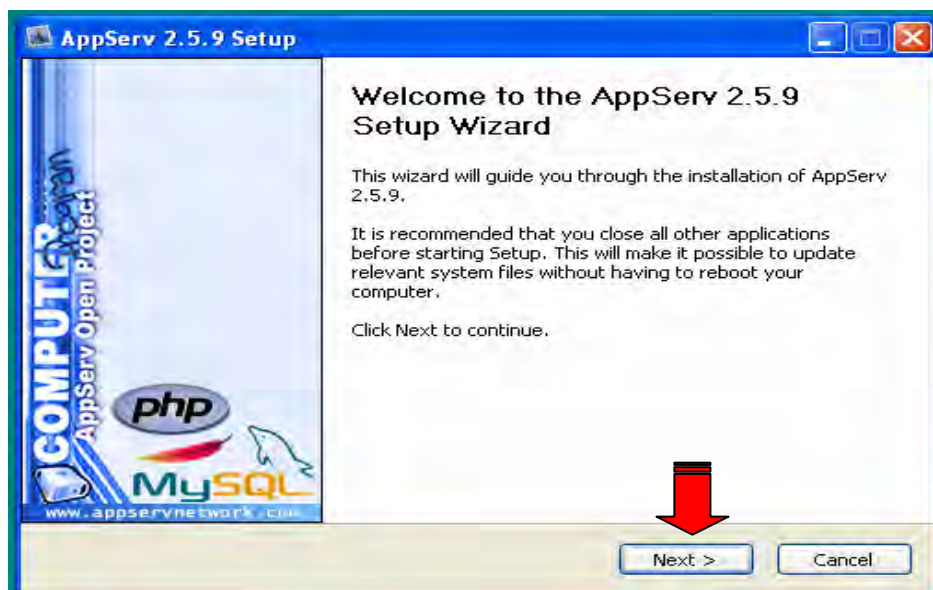 AppServ 2.5.9 Setup
Welcome to the AppServ 2.5.9
Setup Wizard
This wizard will guide you through the installation of AppServ
2.5.9.
It is recommended that you close all other applications
before starting Setup. This will make it possible to update
relevant system files without having to reboot your
computer.
Click Next to continue.
COMPUTER
Program
AppServ Open Project
php
MySQL
www.appservnetwork.com
Next >
Cancel